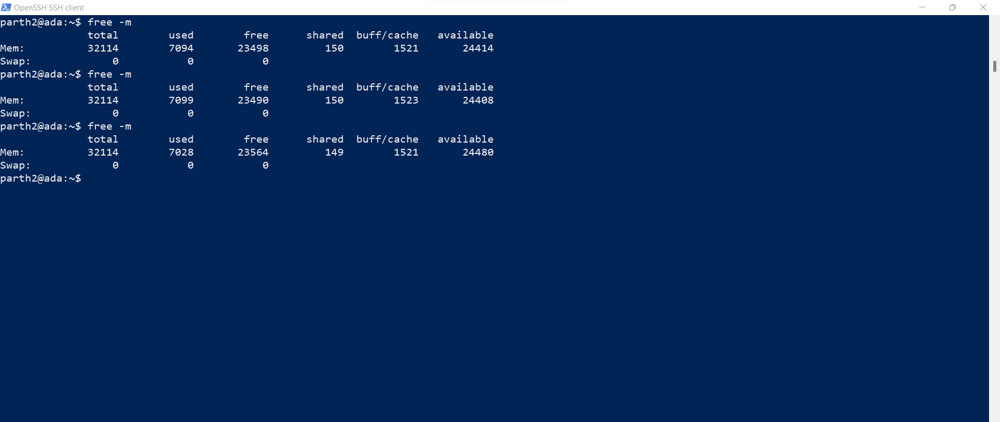 OpenSSH SSH client
parth2@ada:~$ free -m
              total        used        free      shared  buff/cache   available
Mem:          32114        7094       23498         150        1521       24414
Swap:             0           0           0
parth2@ada:~$ free -m
              total        used        free      shared  buff/cache   available
Mem:          32114        7099       23490         150        1523       24408
Swap:             0           0           0
parth2@ada:~$ free -m
              total        used        free      shared  buff/cache   available
Mem:          32114        7028       23564         149        1521       24480
Swap:             0           0           0
parth2@ada:~$